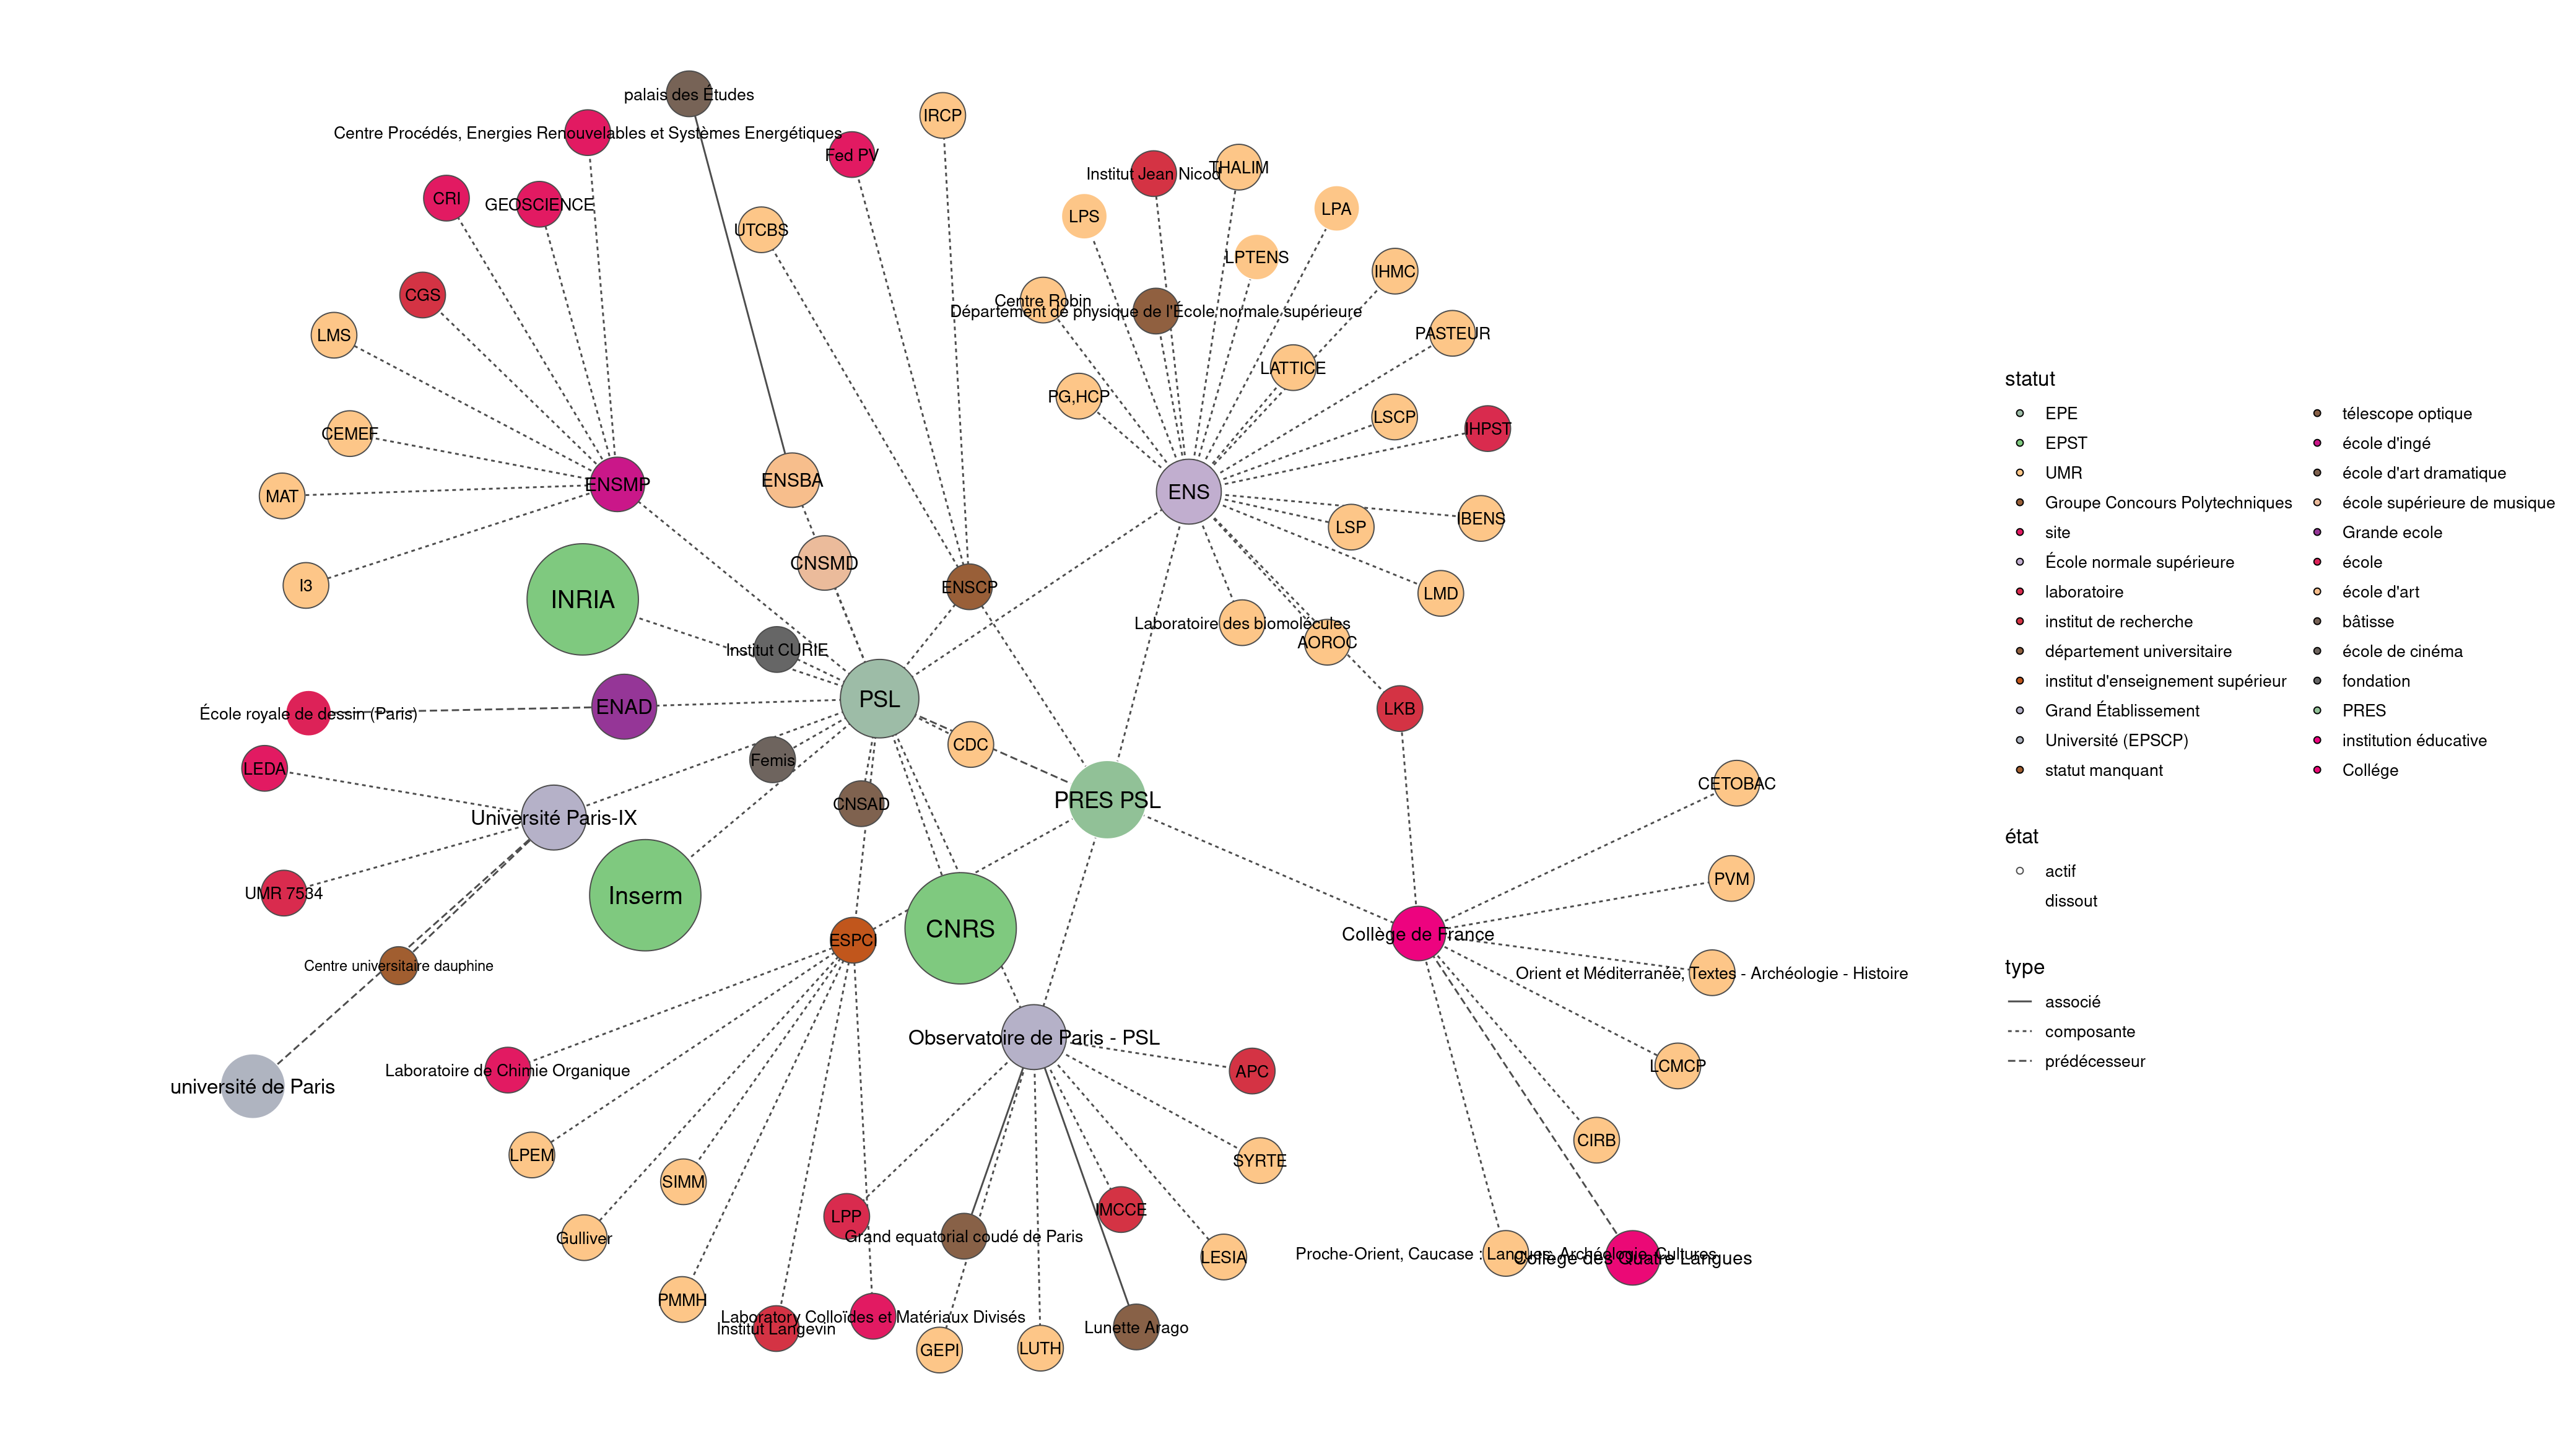 palais des Études
IRCP
Centre Procédés, Energies Renouvelables et Systèmes Energétiques
Fed PV
THALIM
Institut Jean Nicod
CRI
GEOSCIENCE
LPS
LPA
UTCBS
LPTENS
IHMC
CGS
Centre Robin
Département de physique de l'École normale supérieure
LMS
PASTEUR
LATTICE
PG,HCP
LSCP
IHPST
CEMEF
ENSBA
ENSMP
ENS
MAT
IBENS
LSP
CNSMD
I3
ENSCP
LMD
INRIA
Laboratoire des biomolécules
AOROC
Institut CURIE
PSL
ENAD
LKB
École royale de dessin (Paris)
CDC
Femis
LEDA
CETOBAC
PRES PSL
CNSAD
Université Paris-IX
PVM
UMR 7534
Inserm
CNRS
Collège de France
ESPCI
Centre universitaire dauphine
Orient et Méditerranée, Textes - Archéologie - Histoire
Observatoire de Paris - PSL
LCMCP
Laboratoire de Chimie Organique
APC
université de Paris
CIRB
LPEM
SYRTE
SIMM
IMCCE
LPP
Grand equatorial coudé de Paris
Gulliver
LESIA
Proche-Orient, Caucase : Langues, Archéologie, Cultures
Collège des Quatre Langues
PMMH
Laboratory Colloïdes et Matériaux Divisés
Institut Langevin
Lunette Arago
GEPI
LUTH
statut
EPE
EPST
UMR
Groupe Concours Polytechniques
site
École normale supérieure
laboratoire
institut de recherche
département universitaire
institut d'enseignement supérieur
Grand Établissement
Université (EPSCP)
statut manquant
télescope optique
école d'ingé
école d'art dramatique
école supérieure de musique
Grande ecole
école
école d'art
bâtisse
école de cinéma
fondation
PRES
institution éducative
Collége
état
actif
dissout
type
associé
composante
prédécesseur